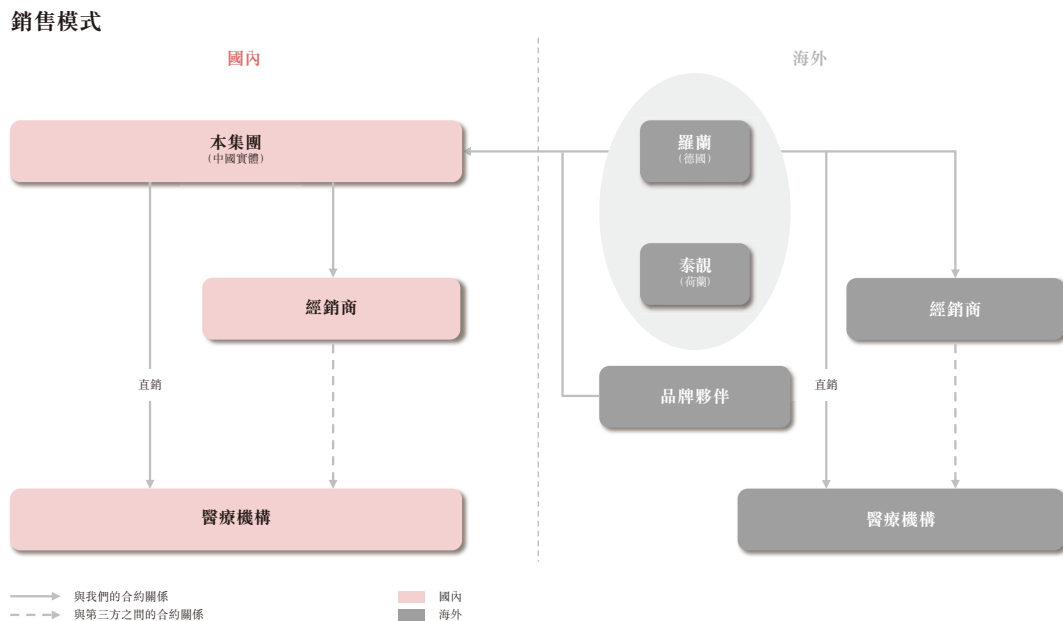 銷售模式
國內
海外
本集團
(中國實體)
羅蘭
(德國)
泰靚
(荷蘭)
經銷商
經銷商
品牌夥伴
直銷
直銷
醫療機構
醫療機構
與我們的合約關係
與第三方之間的合約關係
國內
海外